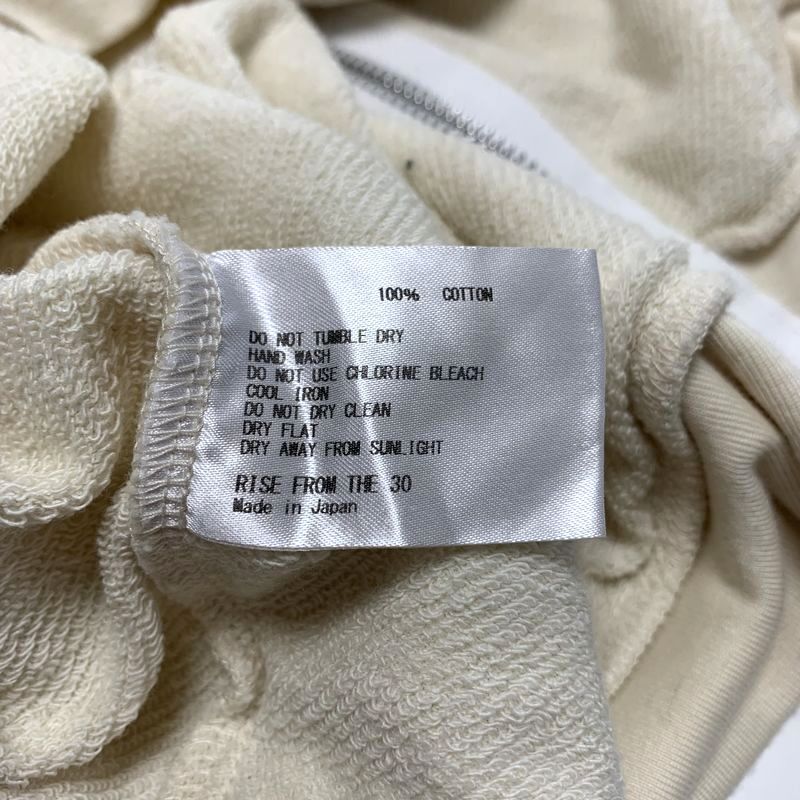 100% COTTON
DO NOT TUMBLE DRY
HAND WASH
DO NOT USE CHLORINE BLEACH
COOL IRON
DO NOT DRY CLEAN
DRY FLAT
DRY AWAY FROM SUNLIGHT
RISE FROM THE 30
Made in Japan